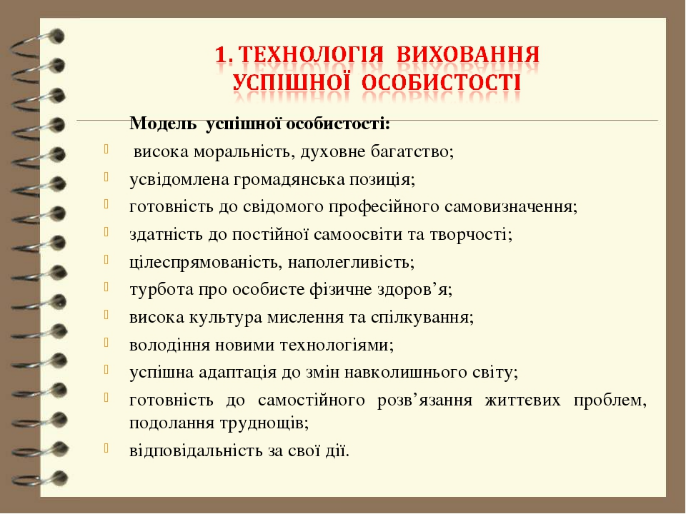 1. ТЕХНОЛОГІЯ ВИХОВАННЯ
УСПІШНОЇ ОСОБИСТОСТІ
Модель успішної особистості:
висока моральність, духовне багатство;
усвідомлена громадянська позиція;
готовність до свідомого професійного самовизначення;
здатність до постійної самоосвіти та творчості;
цілеспрямованість, наполегливість;
турбота про особисте фізичне здоров’я;
висока культура мислення та спілкування;
володіння новими технологіями;
успішна адаптація до змін навколишнього світу;
готовність до самостійного розв’язання життєвих проблем,
подолання труднощів;
відповідальність за свої дії.